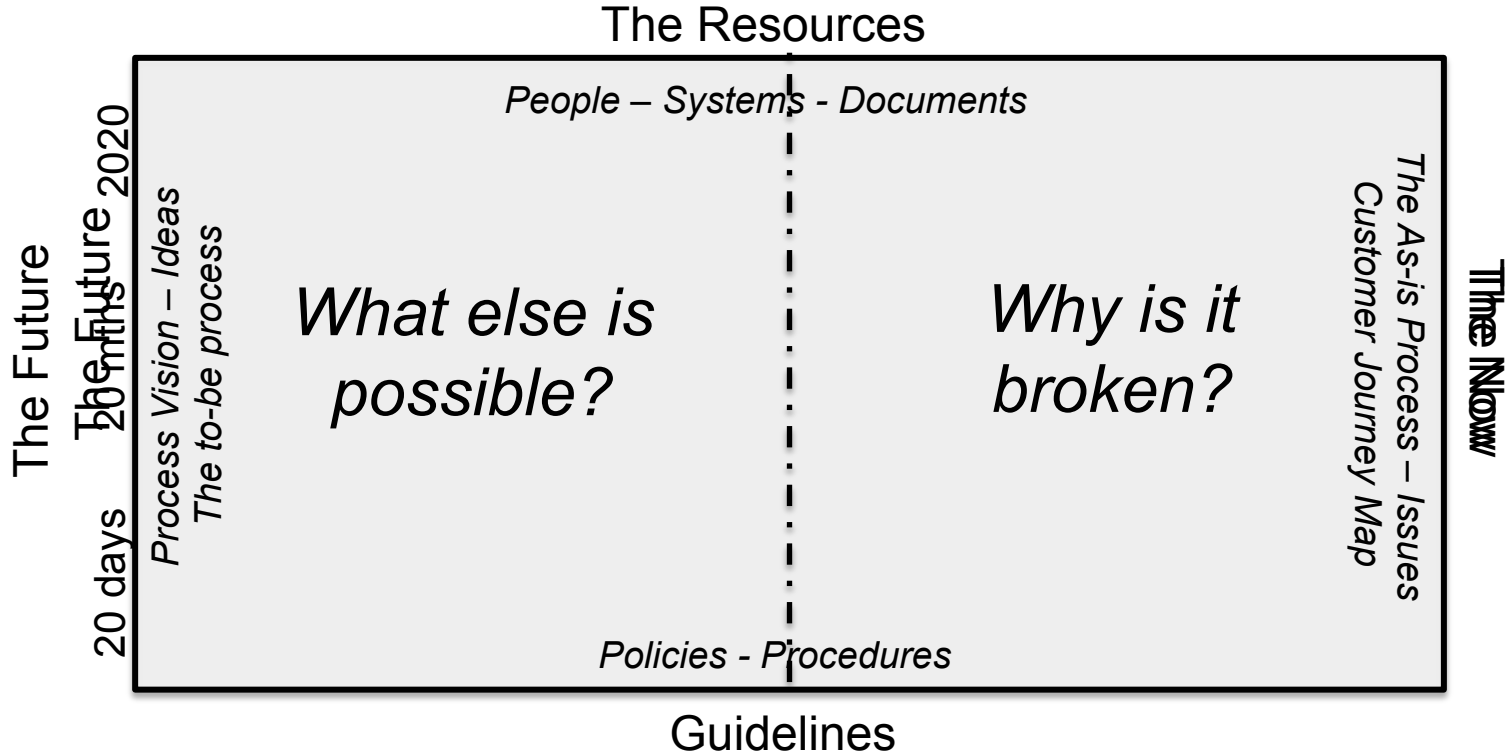 The Resources
People – Systems - Documents
The Future
The Future
2020
20 mths
20 days
Process Vision – Ideas
The to-be process
What else is
possible?
Why is it
broken?
The As-is Process – Issues
Customer Journey Map
The Now
Policies - Procedures
Guidelines